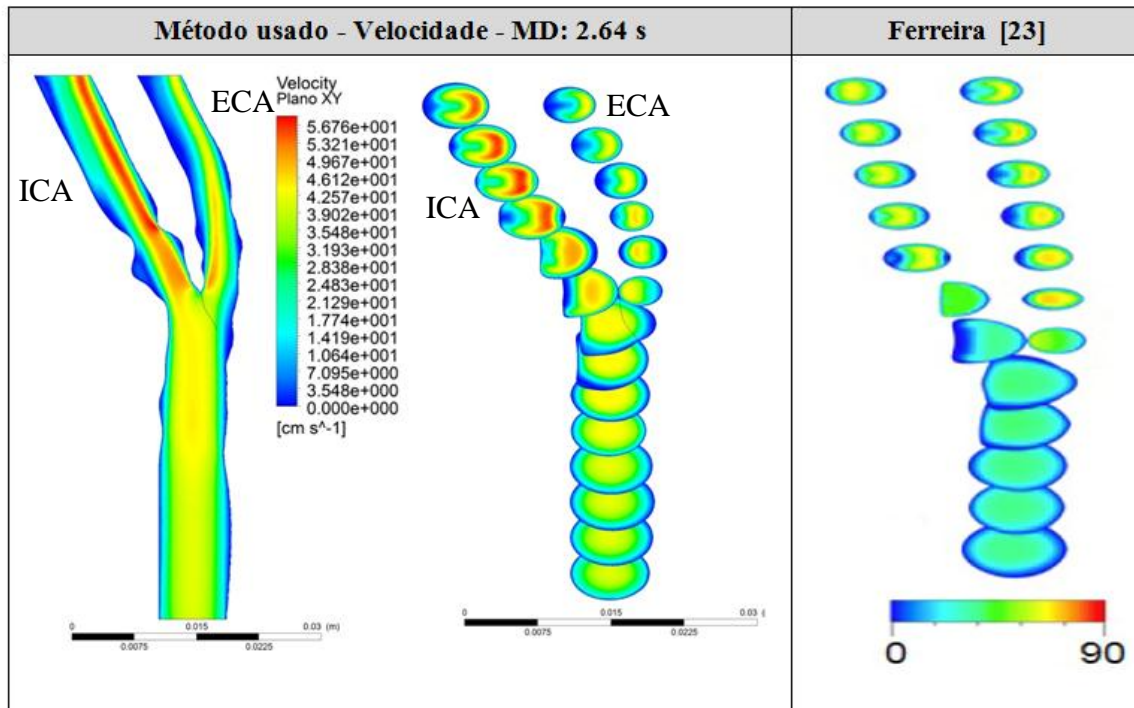 Método usado - Velocidade - MD: 2.64 s
Ferreira [23]
Velocity
Plano XY
ECA
5.676e+001
5.321e+001
4.967e+001
4.612e+001
4.257e+001
3.902e+001
3.548e+001
3.193e+001
2.838e+001
2.483e+001
2.129e+001
1.774e+001
1.419e+001
1.064e+001
7.095e+000
3.548e+000
0.000e+000
[cm s^-1]
ICA
0 0.015 0.03 (m)
0.0075 0.0225
ECA
ICA
0 0.015 0.03 (
0.0075 0.0225
0 90